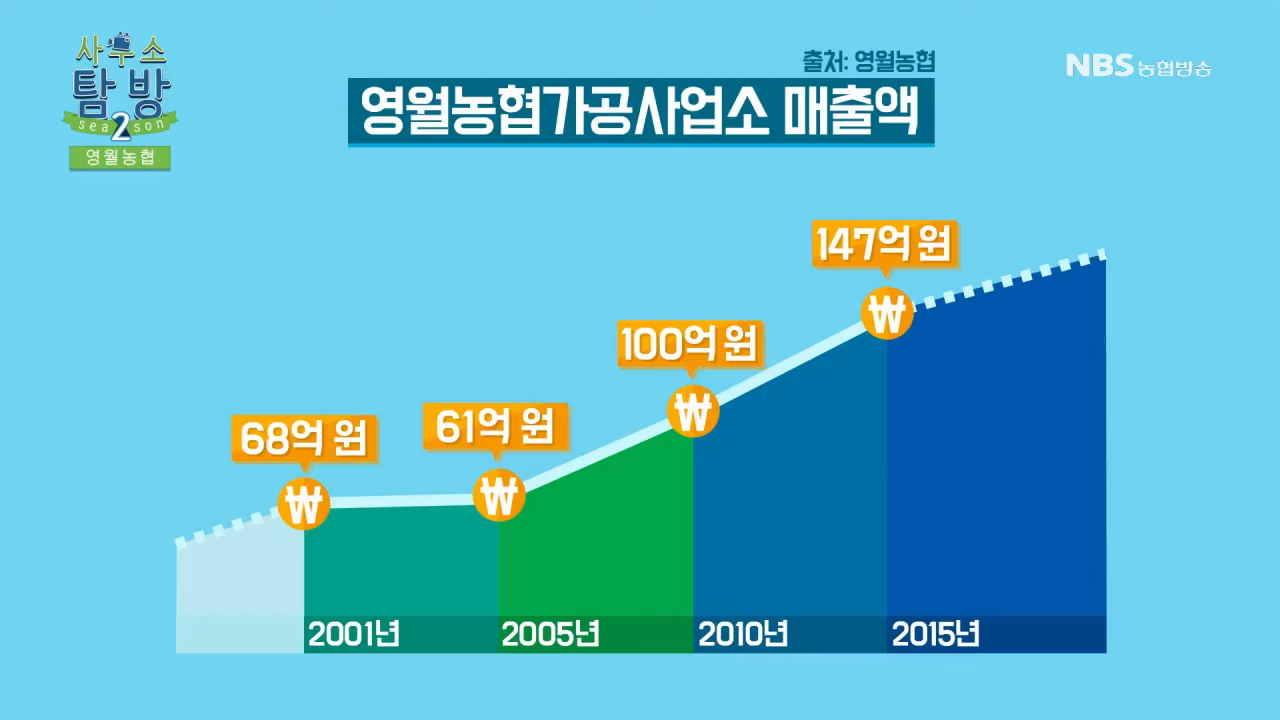 사무소
탐방
season
2
영월농협
출처: 영월농협
영월농협가공사업소 매출액
NBS농협방송
147억 원
100억 원
61억 원
68억 원
₩
₩
₩
₩
2001년
2005년
2010년
2015년